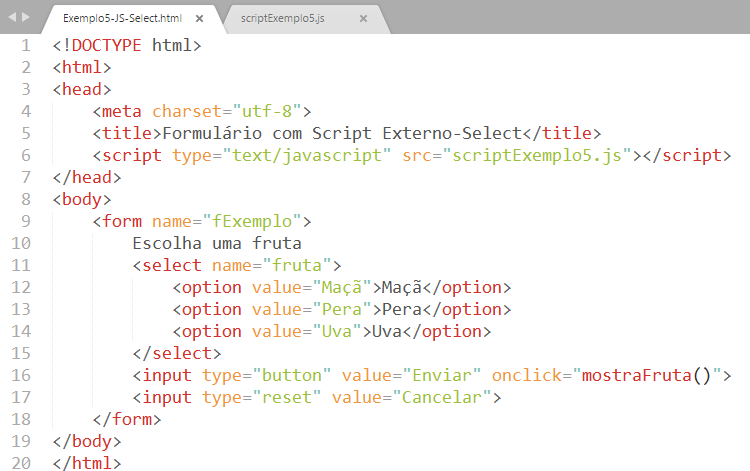 Exemplo5-JS-Select.html × scriptExemplo5.js ×
1 <!DOCTYPE html>
2 <html>
3 <head>
4 <meta charset="utf-8">
5 <title>Formulário com Script Externo-Select</title>
6 <script type="text/javascript" src="scriptExemplo5.js"></script>
7 </head>
8 <body>
9 <form name="fExemplo">
10 Escolha uma fruta
11 <select name="fruta">
12 <option value="Maçã">Maçã</option>
13 <option value="Pera">Pera</option>
14 <option value="Uva">Uva</option>
15 </select>
16 <input type="button" value="Enviar" onclick="mostraFruta()">
17 <input type="reset" value="Cancelar">
18 </form>
19 </body>
20 </html>